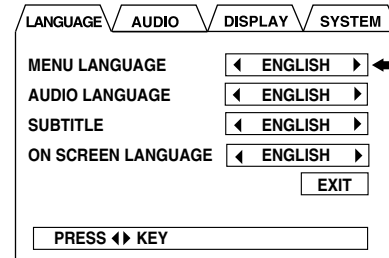 LANGUAGE AUDIO DISPLAY SYSTEM
MENU LANGUAGE ENGLISH
AUDIO LANGUAGE ENGLISH
SUBTITLE ENGLISH
ON SCREEN LANGUAGE ENGLISH
EXIT
PRESS KEY